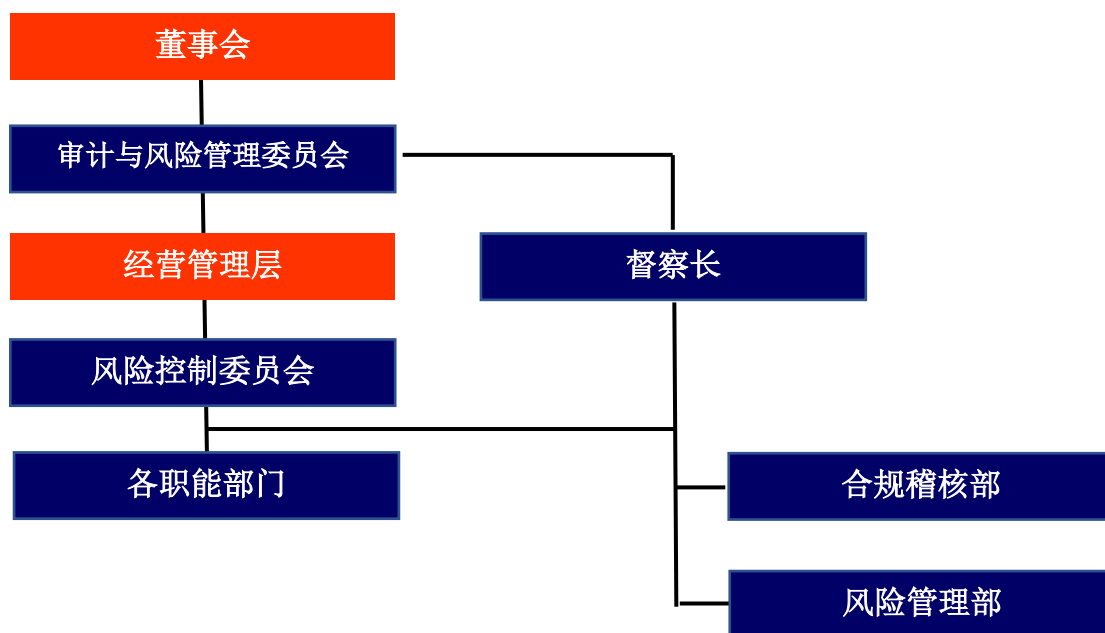 董事会
审计与风险管理委员会
经营管理层
督察长
风险控制委员会
各职能部门
合规稽核部
风险管理部